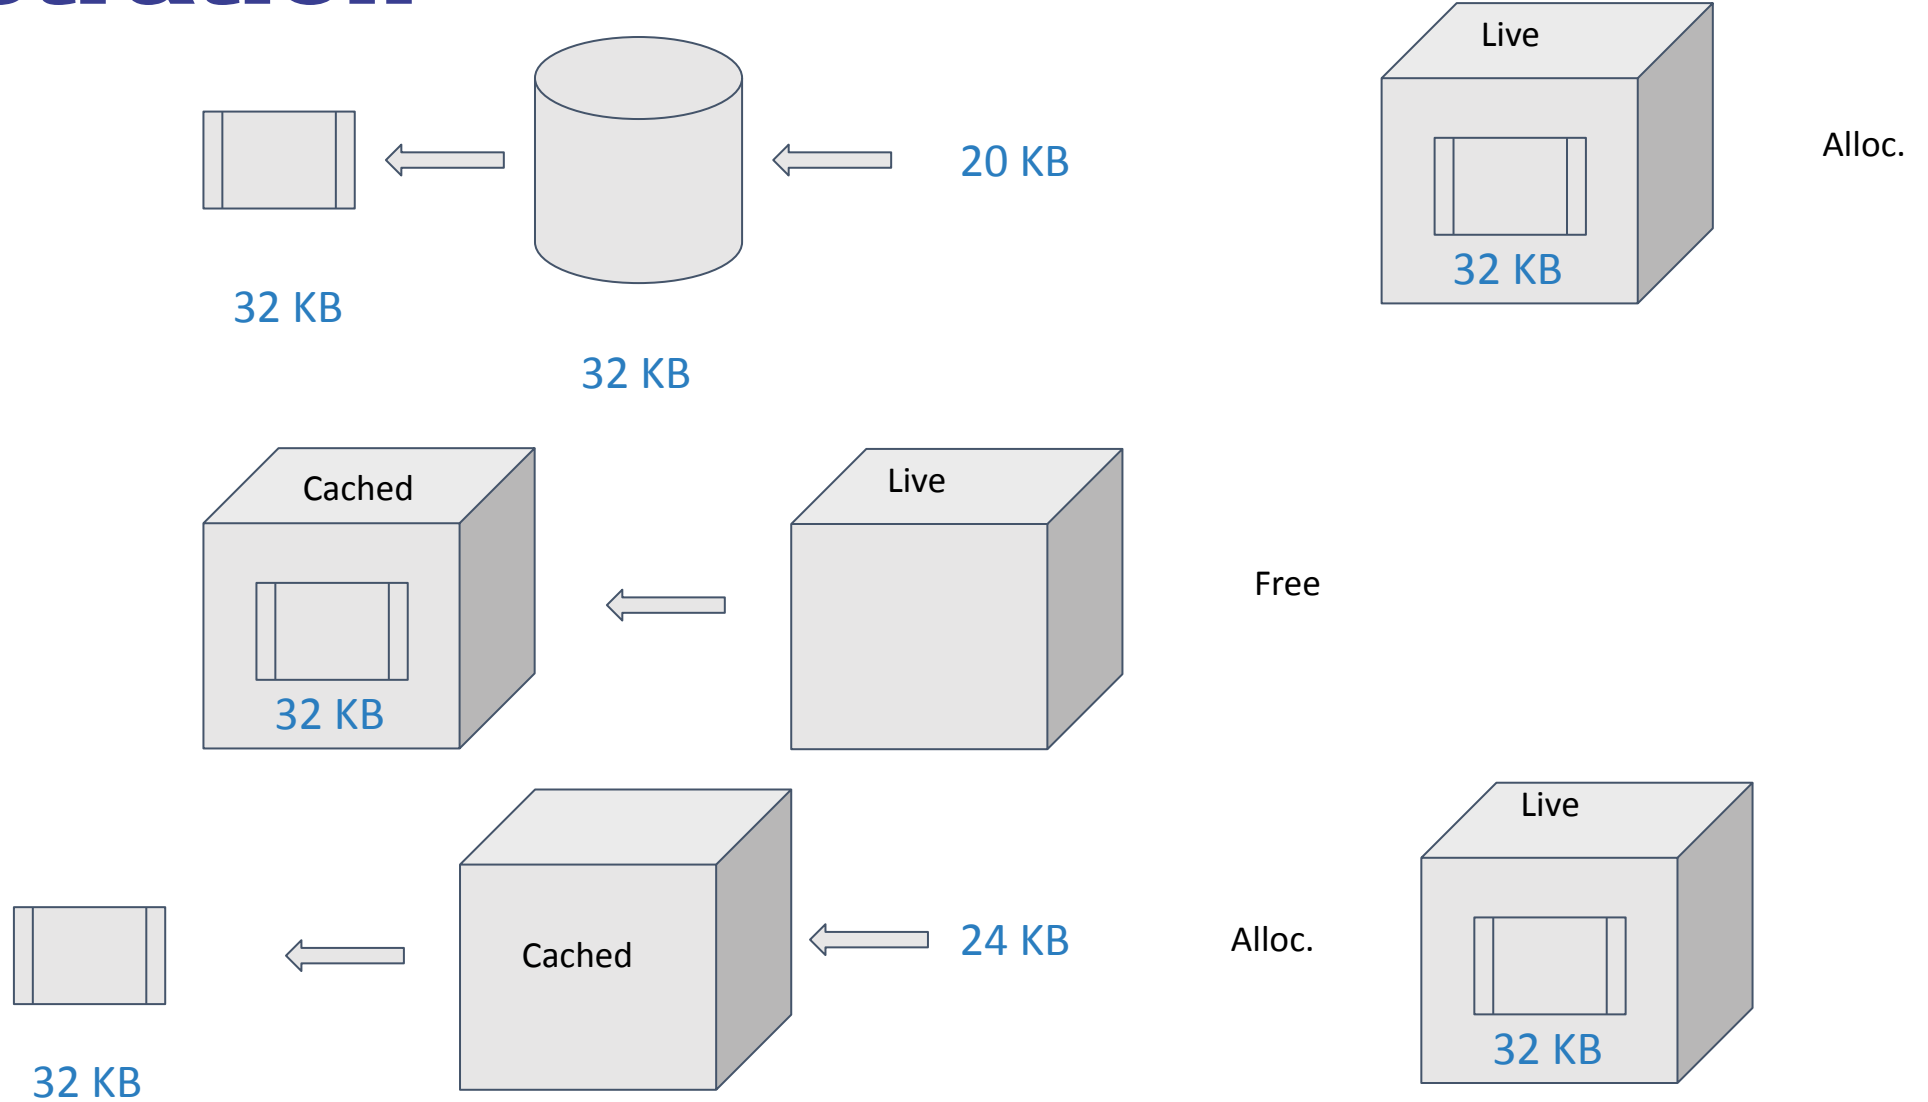 Live
20 KB
Alloc.
32 KB
32 KB
32 KB
Cached
Live
Free
32 KB
Live
Cached
24 KB
Alloc.
32 KB
32 KB